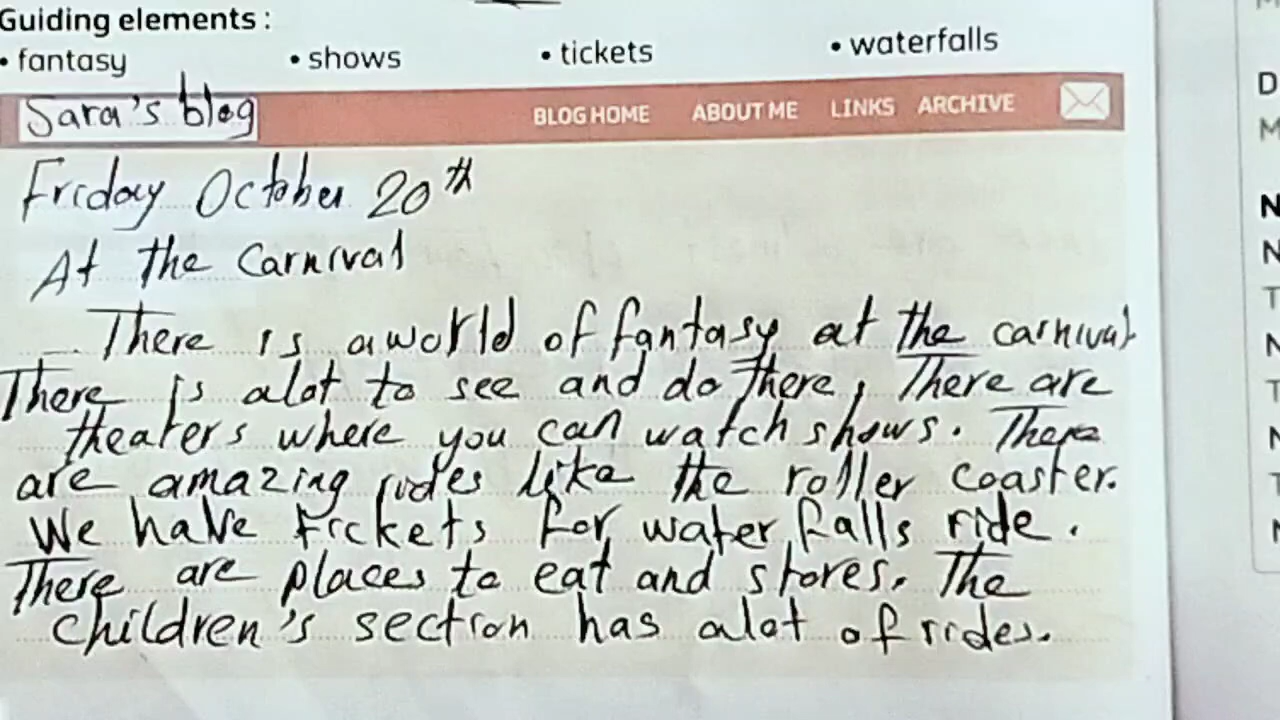 Guiding elements :
• fantasy • shows • tickets • waterfalls
Sara's blog BLOG HOME ABOUT ME LINKS ARCHIVE
Friday October 20th
At the Carnival
There is a world of fantasy at the carnival
There is alot to see and do there, There are
theaters where you can watch shows. There
are amazing rides like the roller coaster.
We have tickets for water falls ride.
There are places to eat and stores. The
children's section has alot of rides.